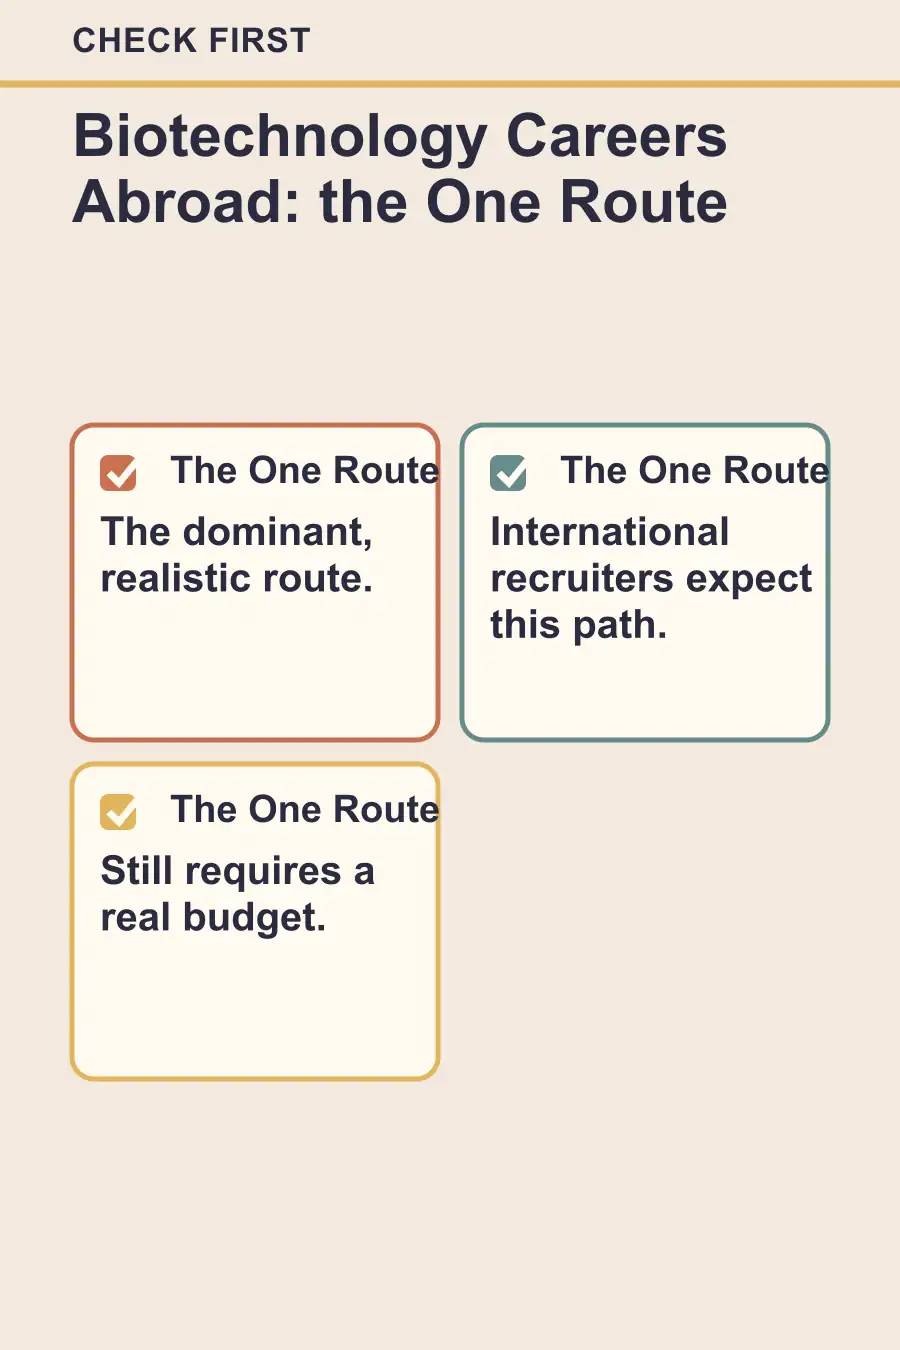 CHECK FIRST
Biotechnology Careers
Abroad: the One Route
The One Route
The dominant,
realistic route.
The One Route
International
recruiters expect
this path.
The One Route
Still requires a
real budget.